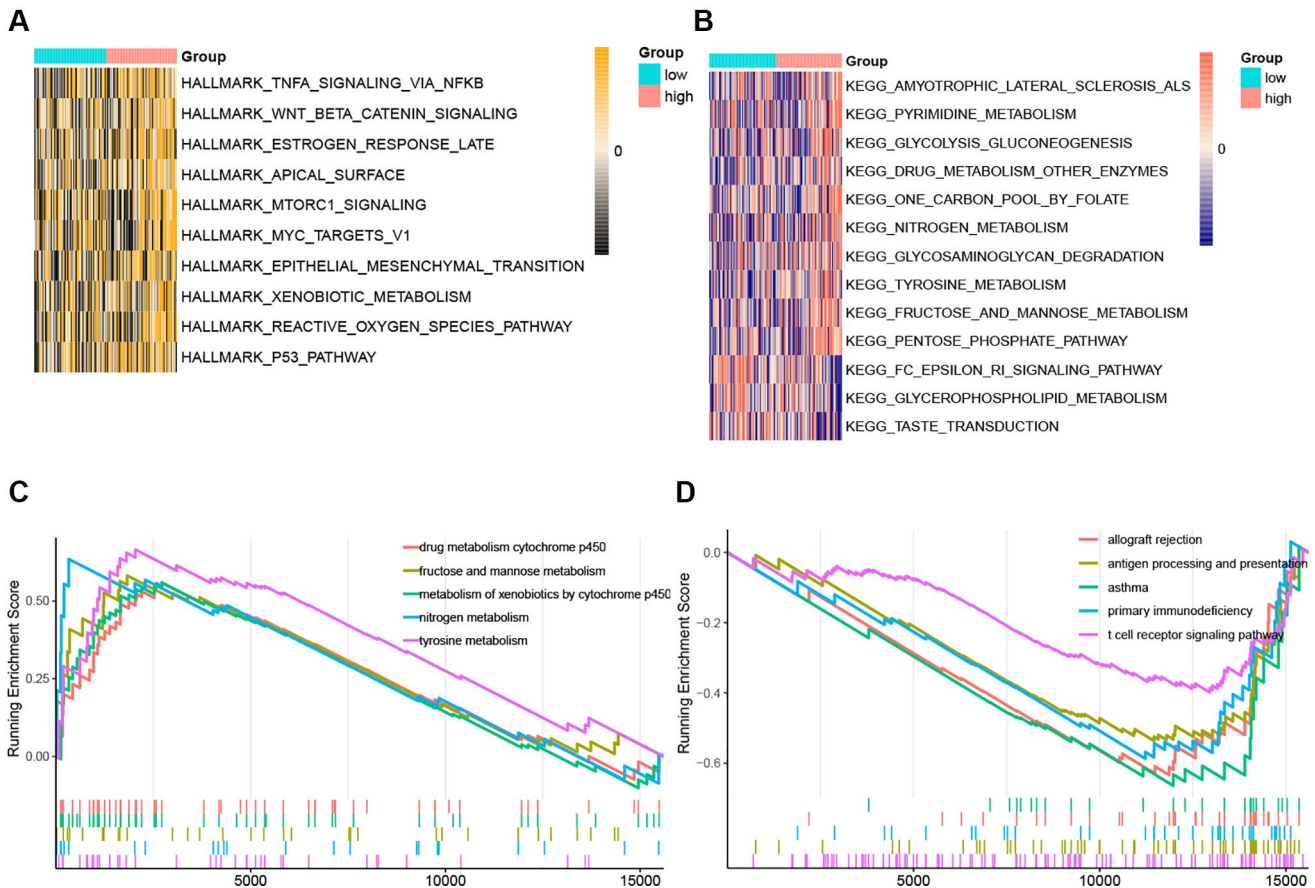 A
Group
HALLMARK_TNFA_SIGNALING_VIA_NFKB
HALLMARK_WNT_BETA_CATENIN_SIGNALING
HALLMARK_ESTROGEN_RESPONSE_LATE
HALLMARK_APICAL_SURFACE
HALLMARK_MTORC1_SIGNALING
HALLMARK_MYC_TARGETS_V1
HALLMARK_EPITHELIAL_MESENCHYMAL_TRANSITION
HALLMARK_XENOBIOTIC_METABOLISM
HALLMARK_REACTIVE_OXYGEN_SPECIES_PATHWAY
HALLMARK_P53_PATHWAY
0
Group
low
high
B
Group
KEGG_AMYOTROPHIC_LATERAL_SCLEROSIS_ALS
KEGG_PYRIMIDINE_METABOLISM
KEGG_GLYCOLYSIS_GLUCONEOGENESIS
KEGG_DRUG_METABOLISM_OTHER_ENZYMES
KEGG_ONE_CARBON_POOL_BY_FOLATE
KEGG_NITROGEN_METABOLISM
KEGG_GLYCOSAMINOGLYCAN_DEGRADATION
KEGG_TYROSINE_METABOLISM
KEGG_FRUCTOSE_AND_MANNOSE_METABOLISM
KEGG_PENTOSE_PHOSPHATE_PATHWAY
KEGG_FC_EPSILON_RI_SIGNALING_PATHWAY
KEGG_GLYCEROPHOSPHOLIPID_METABOLISM
KEGG_TASTE_TRANSDUCTION
0
Group
low
high
C
Running Enrichment Score
0.50
0.25
0.00
drug metabolism cytochrome p450
fructose and mannose metabolism
metabolism of xenobiotics by cytochrome p450
nitrogen metabolism
tyrosine metabolism
5000
10000
15000
D
Running Enrichment Score
0.0
−0.2
−0.4
−0.6
allograft rejection
antigen processing and presentation
asthma
primary immunodeficiency
t cell receptor signaling pathway
5000
10000
15000